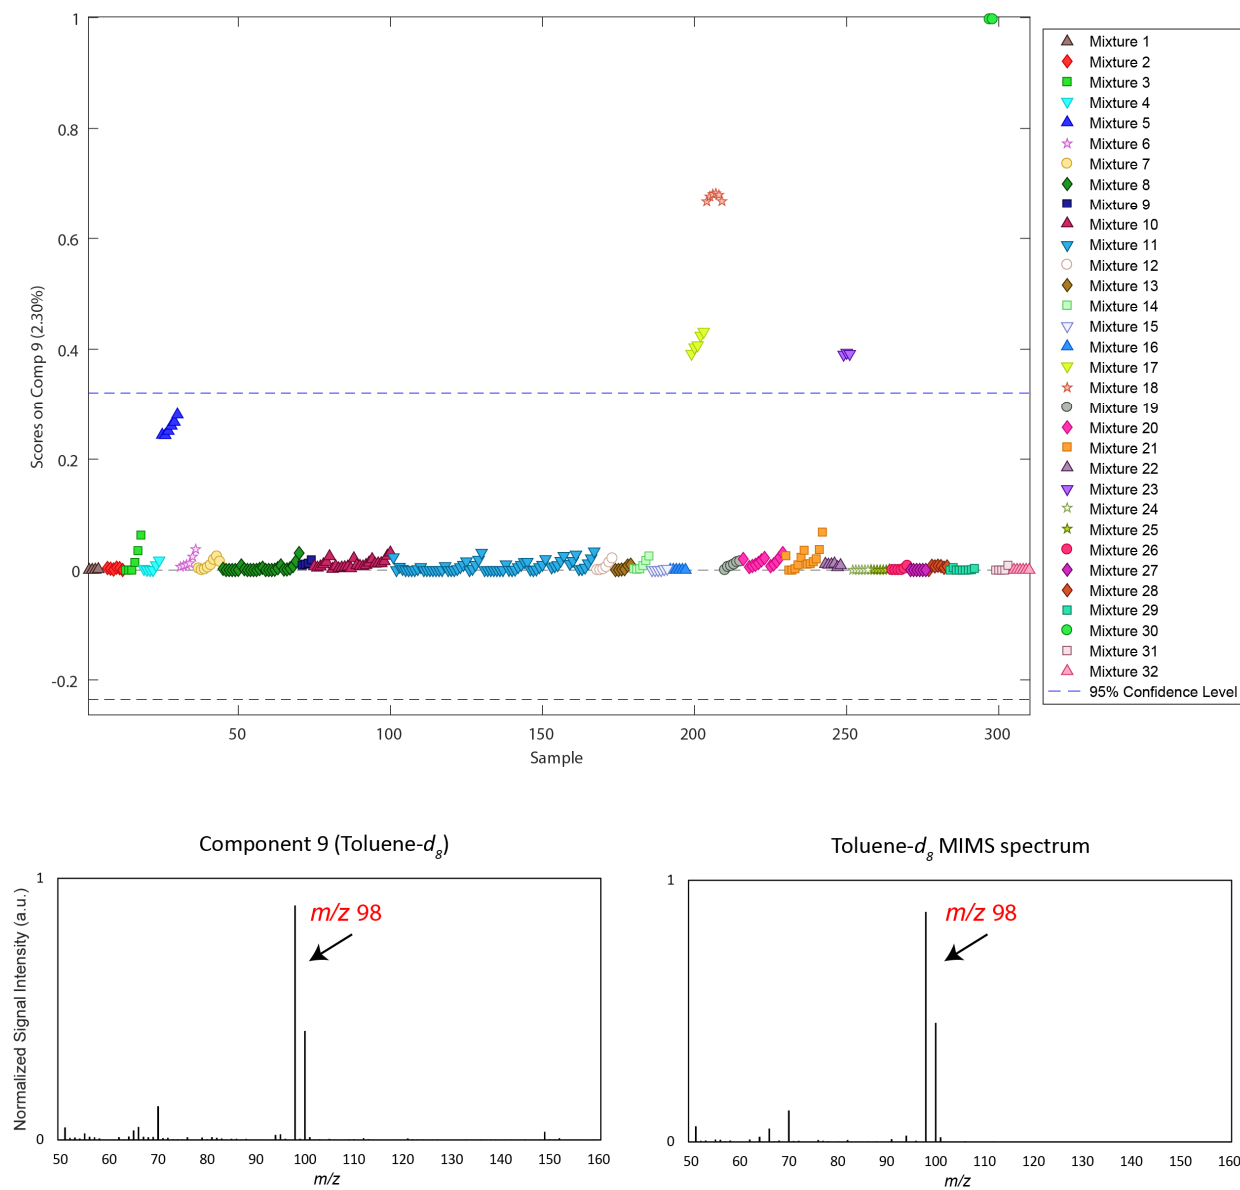 1
0.8
0.6
0.4
0.2
0
-0.2
Scores on Comp 9 (2.30%)
50
100
150
200
250
300
Sample
Mixture 1
Mixture 2
Mixture 3
Mixture 4
Mixture 5
Mixture 6
Mixture 7
Mixture 8
Mixture 9
Mixture 10
Mixture 11
Mixture 12
Mixture 13
Mixture 14
Mixture 15
Mixture 16
Mixture 17
Mixture 18
Mixture 19
Mixture 20
Mixture 21
Mixture 22
Mixture 23
Mixture 24
Mixture 25
Mixture 26
Mixture 27
Mixture 28
Mixture 29
Mixture 30
Mixture 31
Mixture 32
95% Confidence Level
Component 9 (Toluene-d8)
1
m/z 98
Normalized Signal Intensity (a.u.)
0
50 60 70 80 90 100 110 120 130 140 150 160
m/z
Toluene-d8 MIMS spectrum
1
m/z 98
0
50 60 70 80 90 100 110 120 130 140 150 160
m/z